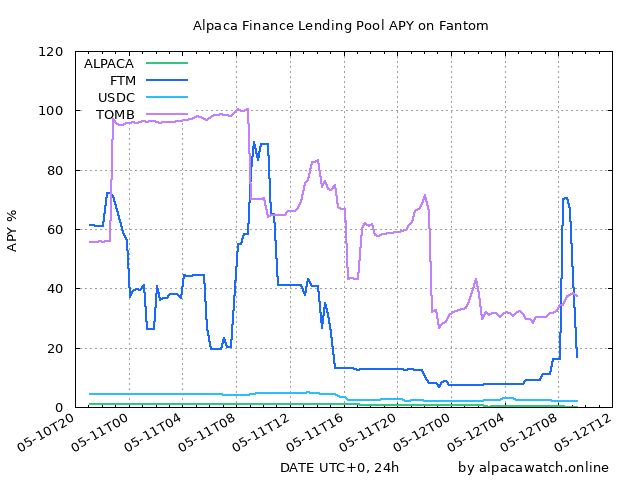 Alpaca Finance Lending Pool APY on Fantom
120
100
80
60
40
20
0
APY %
ALPACA
FTM
USDC
TOMB
05-10T20
05-11T00
05-11T04
05-11T08
05-11T12
05-11T16
05-11T20
05-12T00
05-12T04
05-12T08
05-12T12
DATE UTC+0, 24h
by alpacawatch.online